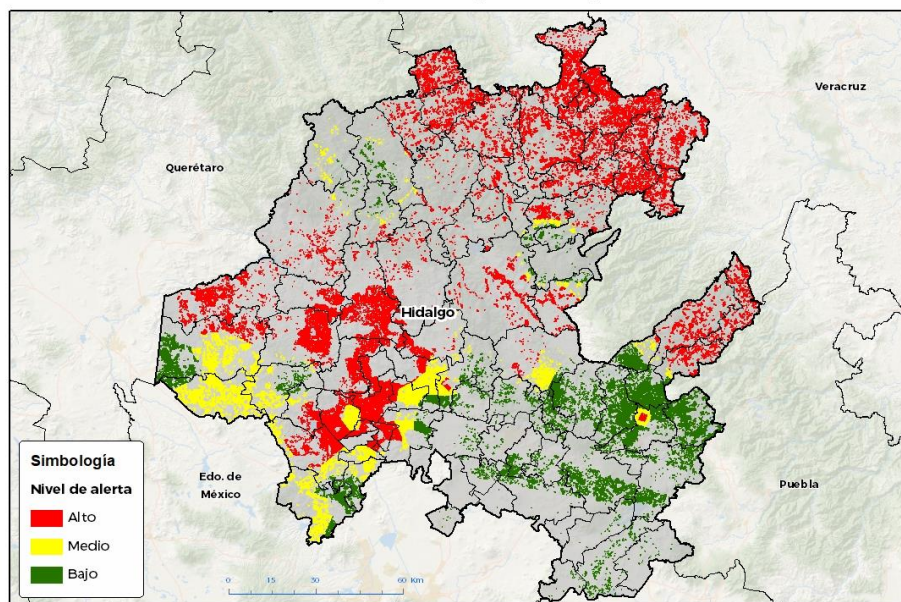 Veracruz
Querétaro
Hidalgo
Edo. de
México
Puebla
Simbología
Nivel de alerta
Alto
Medio
Bajo
0 15 30 60 Km